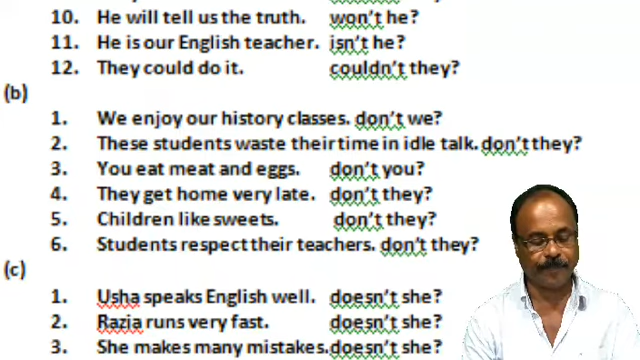 10. He will tell us the truth. won't he?
11. He is our English teacher. isn't he?
12. They could do it. couldn't they?
(b)
1. We enjoy our history classes. don't we?
2. These students waste their time in idle talk. don't they?
3. You eat meat and eggs. don't you?
4. They get home very late. don't they?
5. Children like sweets. don't they?
6. Students respect their teachers. don't they?
(c)
1. Usha speaks English well. doesn't she?
2. Razia runs very fast. doesn't she?
3. She makes many mistakes. doesn't she?